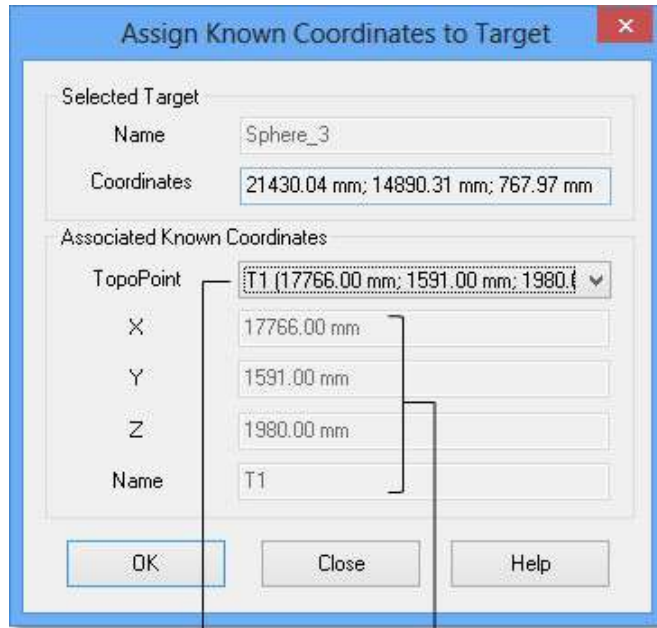 Assign Known Coordinates to Target
Selected Target
Name Sphere_3
Coordinates 21430.04 mm; 14890.31 mm; 767.97 mm
Associated Known Coordinates
TopoPoint T1 (17766.00 mm; 1591.00 mm; 1980.
X 17766.00 mm
Y 1591.00 mm
Z 1980.00 mm
Name T1
OK Close Help